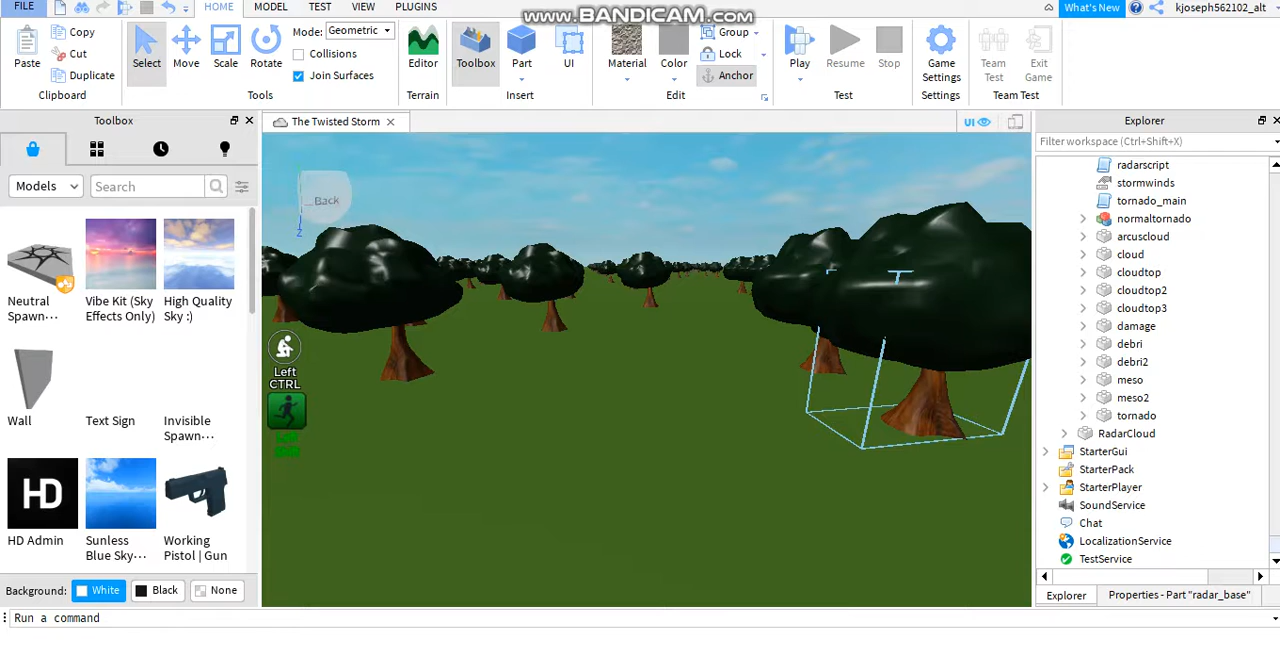 www.BANDICAM.com
FILE HOME MODEL TEST VIEW PLUGINS What's New kjoseph562102_alt
Paste Copy Cut Duplicate Clipboard
Select Move Scale Rotate Mode: Geometric Collisions Join Surfaces Tools
Editor Terrain
Toolbox Part UI Insert
Material Color Group Lock Anchor Edit
Play Resume Stop Test
Game Settings Settings
Team Test Exit Game Team Test
Toolbox
Models Search
Neutral Spawn...
Vibe Kit (Sky Effects Only)
High Quality Sky :)
Wall
Text Sign
Invisible Spawn...
HD
HD Admin
Sunless Blue Sky...
Working Pistol | Gun
Background: White Black None
Run a command
The Twisted Storm
UI
Back
Z
Left
CTRL
Explorer
Filter workspace (Ctrl+Shift+X)
radarscript
stormwinds
tornado_main
normaltornado
arcuscloud
cloud
cloudtop
cloudtop2
cloudtop3
damage
debri
debri2
meso
meso2
tornado
RadarCloud
StarterGui
StarterPack
StarterPlayer
SoundService
Chat
LocalizationService
TestService
Explorer Properties - Part "radar_base"